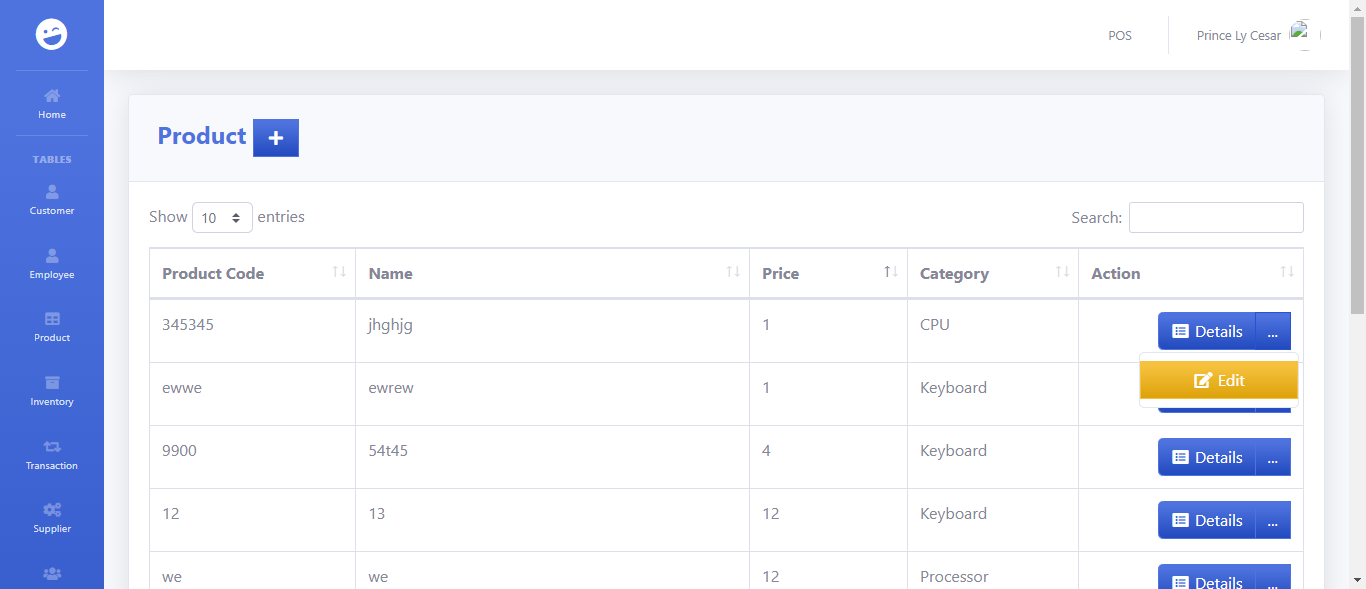 POS
Prince Ly Cesar
Home
TABLES
Customer
Employee
Product
Inventory
Transaction
Supplier
Product
Show 10 entries
Search:
Product Code Name Price Category Action
345345 jhghjg 1 CPU Details ...
Edit
ewwe ewrew 1 Keyboard
9900 54t45 4 Keyboard Details ...
12 13 12 Keyboard Details ...
we we 12 Processor Details ...